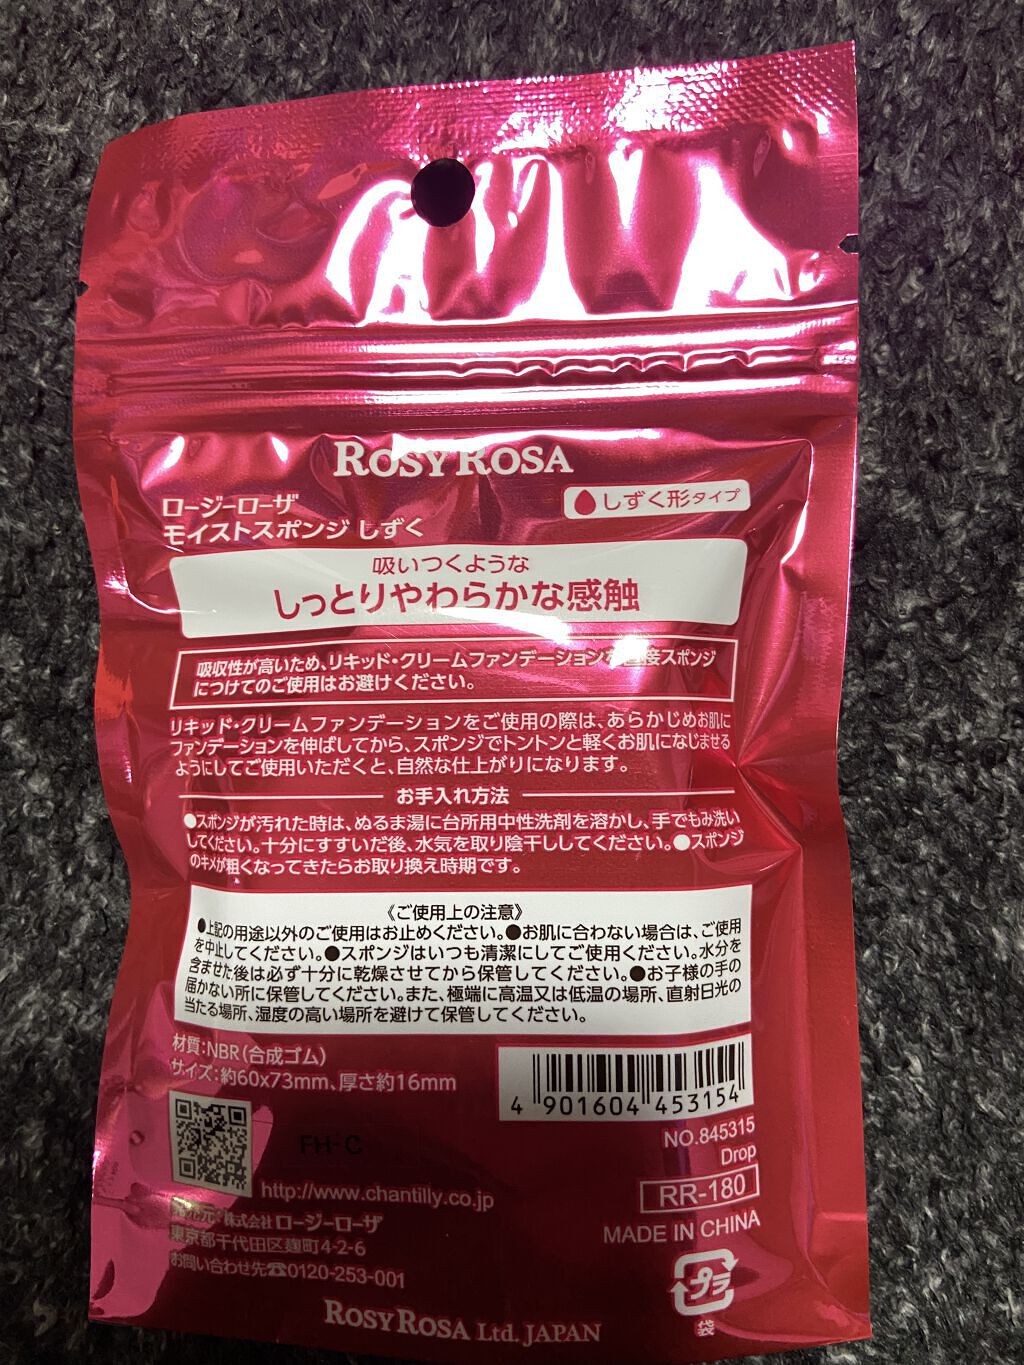 ROSY ROSA
ロージーローザ
モイストスポンジ しずく
しずく形タイプ
吸いつくような
しっとりやわらかな感触
吸収性が高いため、リキッド・クリームファンデーションを直接スポンジ
につけてのご使用はお避けください。
リキッド・クリームファンデーションをご使用の際は、あらかじめお肌に
ファンデーションを伸ばしてから、スポンジでトントンと軽くお肌になじませる
ようにしてご使用いただくと、自然な仕上がりになります。
お手入れ方法
●スポンジが汚れた時は、ぬるま湯に台所用中性洗剤を溶かし、手でもみ洗い
してください。十分にすすいだ後、水気を取り陰干ししてください。●スポンジ
のキメが粗くなってきたらお取り換え時期です。
《ご使用上の注意》
●上記の用途以外のご使用はお止めください。●お肌に合わない場合は、ご使用
を中止してください。●スポンジはいつも清潔にしてご使用ください。水分を
含ませた後は必ず十分に乾燥させてから保管してください。●お子様の手の
届かない所に保管してください。また、極端に高温又は低温の場所、直射日光の
当たる場所、湿度の高い場所を避けて保管してください。
材質:NBR(合成ゴム)
サイズ:約60x73mm、厚さ約16mm
4 901604 453154
NO.845315
Drop
RR-180
MADE IN CHINA
FH-C
http://www.chantilly.co.jp
発売元:株式会社ロージーローザ
東京都千代田区麹町4-2-6
お問い合わせ先☎0120-253-001
プラ
袋
ROSY ROSA Ltd. JAPAN